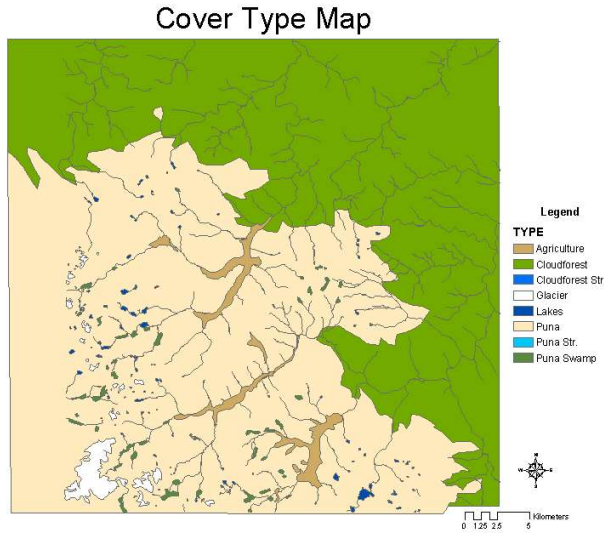 Cover Type Map
Legend
TYPE
Agriculture
Cloudforest
Cloudforest Str
Glacier
Lakes
Puna
Puna Str.
Puna Swamp
N
W E
S
Kilometers
0 1.25 2.5 5